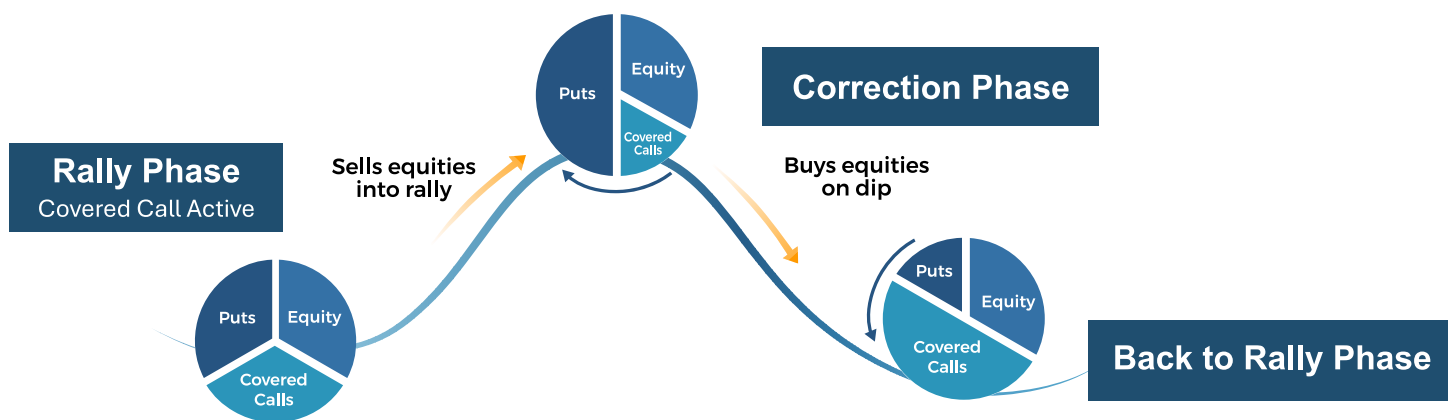 Rally Phase
Covered Call Active
Puts
Equity
Covered
Calls
Sells equities
into rally
Puts
Equity
Covered
Calls
Correction Phase
Buys equities
on dip
Puts
Equity
Covered
Calls
Back to Rally Phase